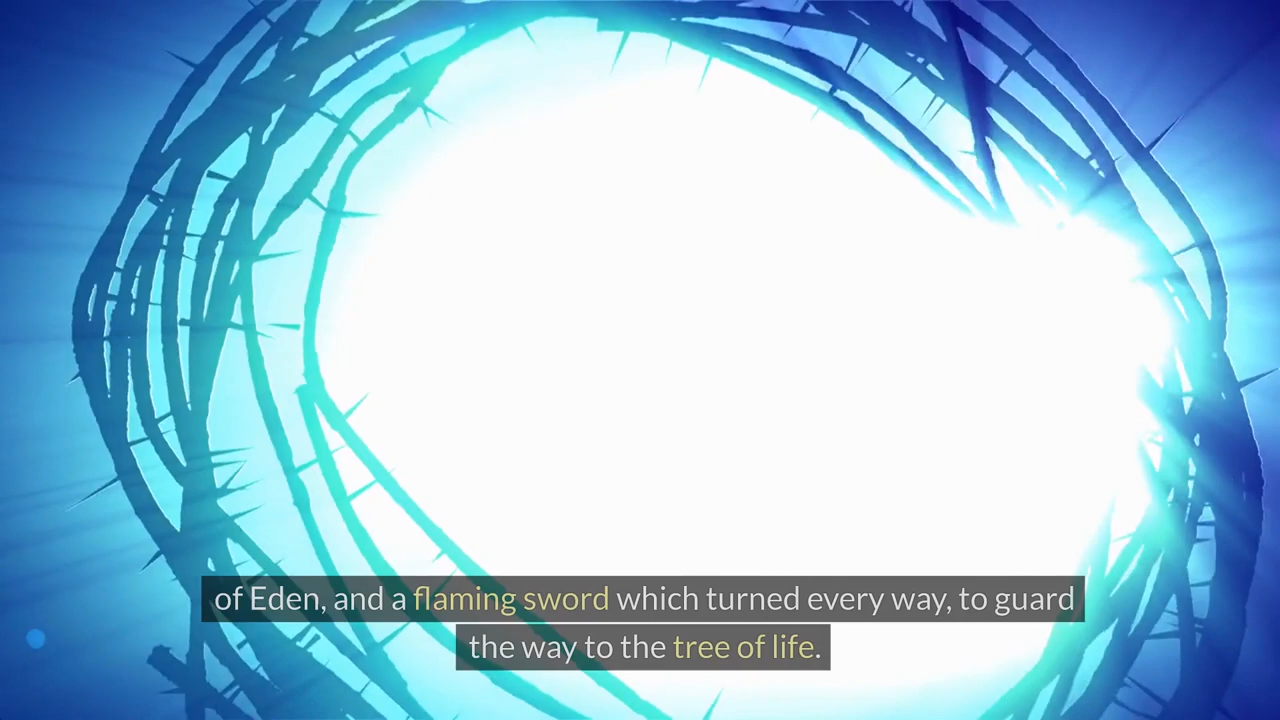 of Eden, and a flaming sword which turned every way, to guard
the way to the tree of life.